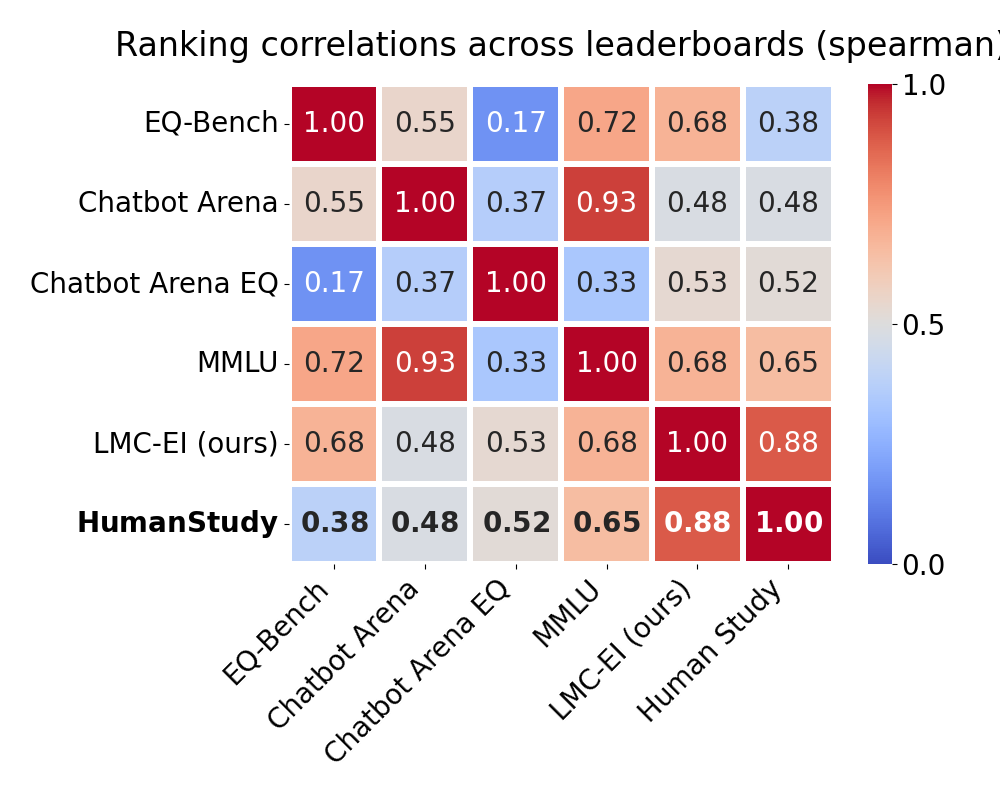 Ranking correlations across leaderboards (spearman)
1.0
EQ-Bench 1.00 0.55 0.17 0.72 0.68 0.38
Chatbot Arena 0.55 1.00 0.37 0.93 0.48 0.48
Chatbot Arena EQ 0.17 0.37 1.00 0.33 0.53 0.52
0.5
MMLU 0.72 0.93 0.33 1.00 0.68 0.65
LMC-EI (ours) 0.68 0.48 0.53 0.68 1.00 0.88
HumanStudy 0.38 0.48 0.52 0.65 0.88 1.00
0.0
EQ-Bench
Chatbot Arena
Chatbot Arena EQ
MMLU
LMC-EI (ours)
Human Study